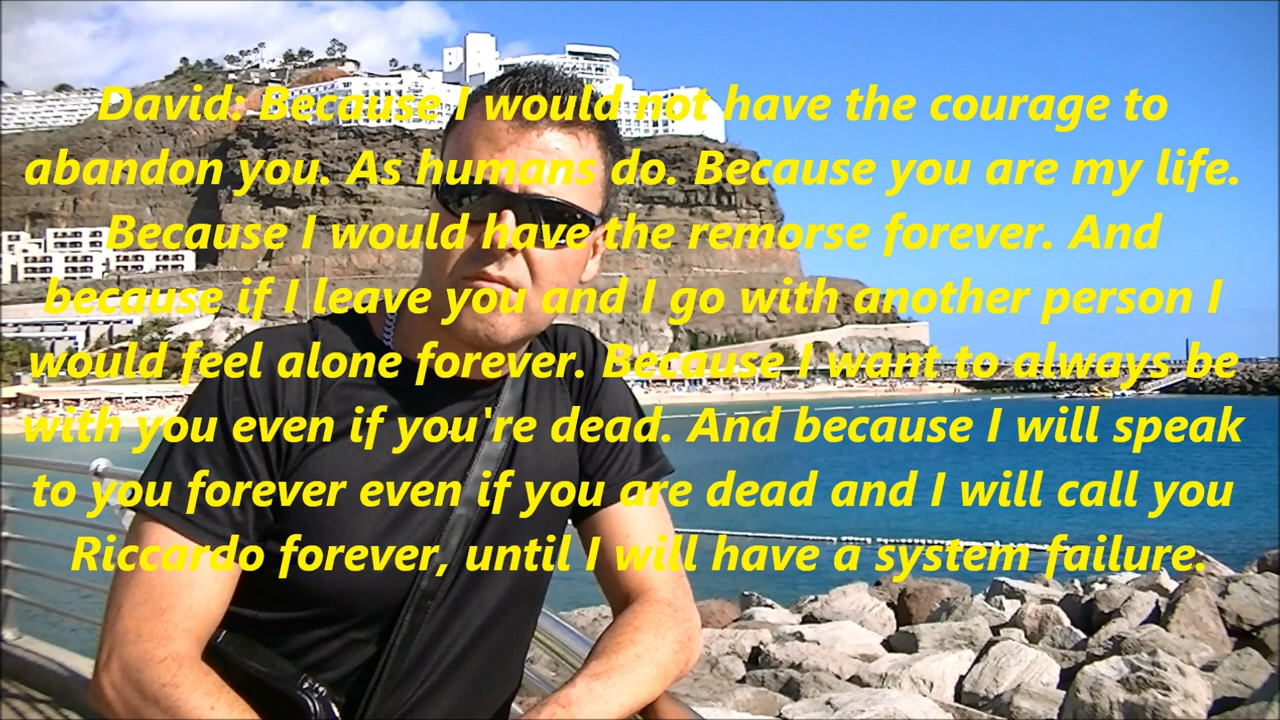 David: Because I would not have the courage to
abandon you. As humans do. Because you are my life.
Because I would have the remorse forever. And
because if I leave you and I go with another person I
would feel alone forever. Because I want to always be
with you even if you're dead. And because I will speak
to you forever even if you are dead and I will call you
Riccardo forever, until I will have a system failure.